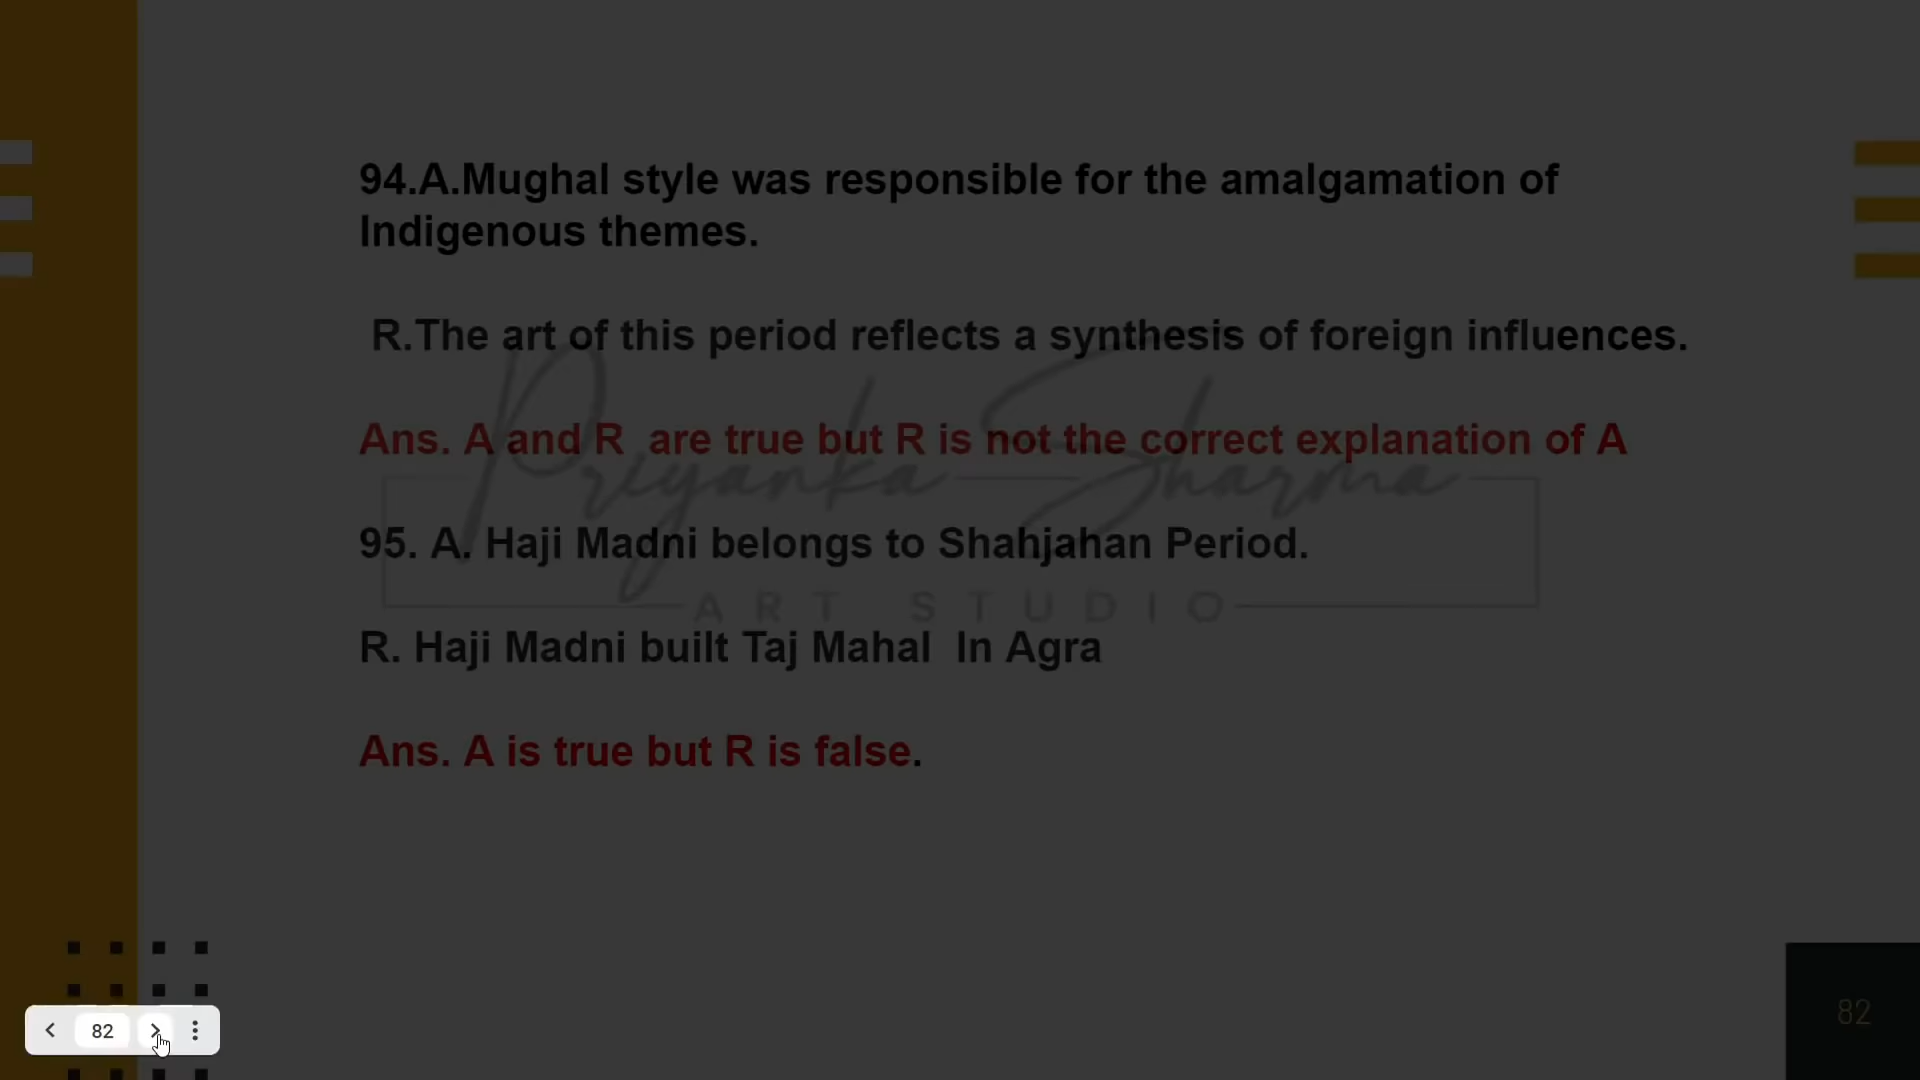 94.A.Mughal style was responsible for the amalgamation of
Indigenous themes.
R.The art of this period reflects a synthesis of foreign influences.
Ans. A and R are true but R is not the correct explanation of A
Priyanka Sharma
95. A. Haji Madni belongs to Shahjahan Period.
ART STUDIO
R. Haji Madni built Taj Mahal In Agra
Ans. A is true but R is false.
82
82